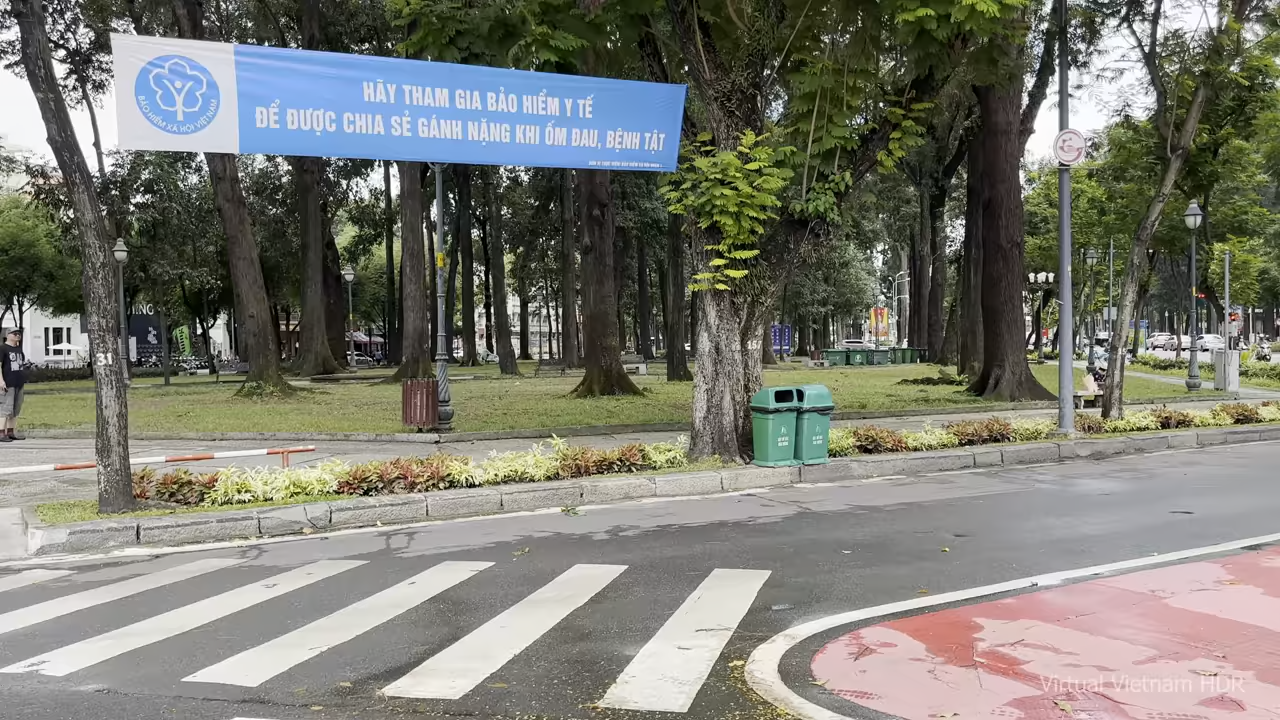 HÃY THAM GIA BẢO HIỂM Y TẾ
ĐỂ ĐƯỢC CHIA SẺ GÁNH NẶNG KHI ỐM ĐAU, BỆNH TẬT
BẢO HIỂM XÃ HỘI VIỆT NAM
Virtual Vietnam HDR